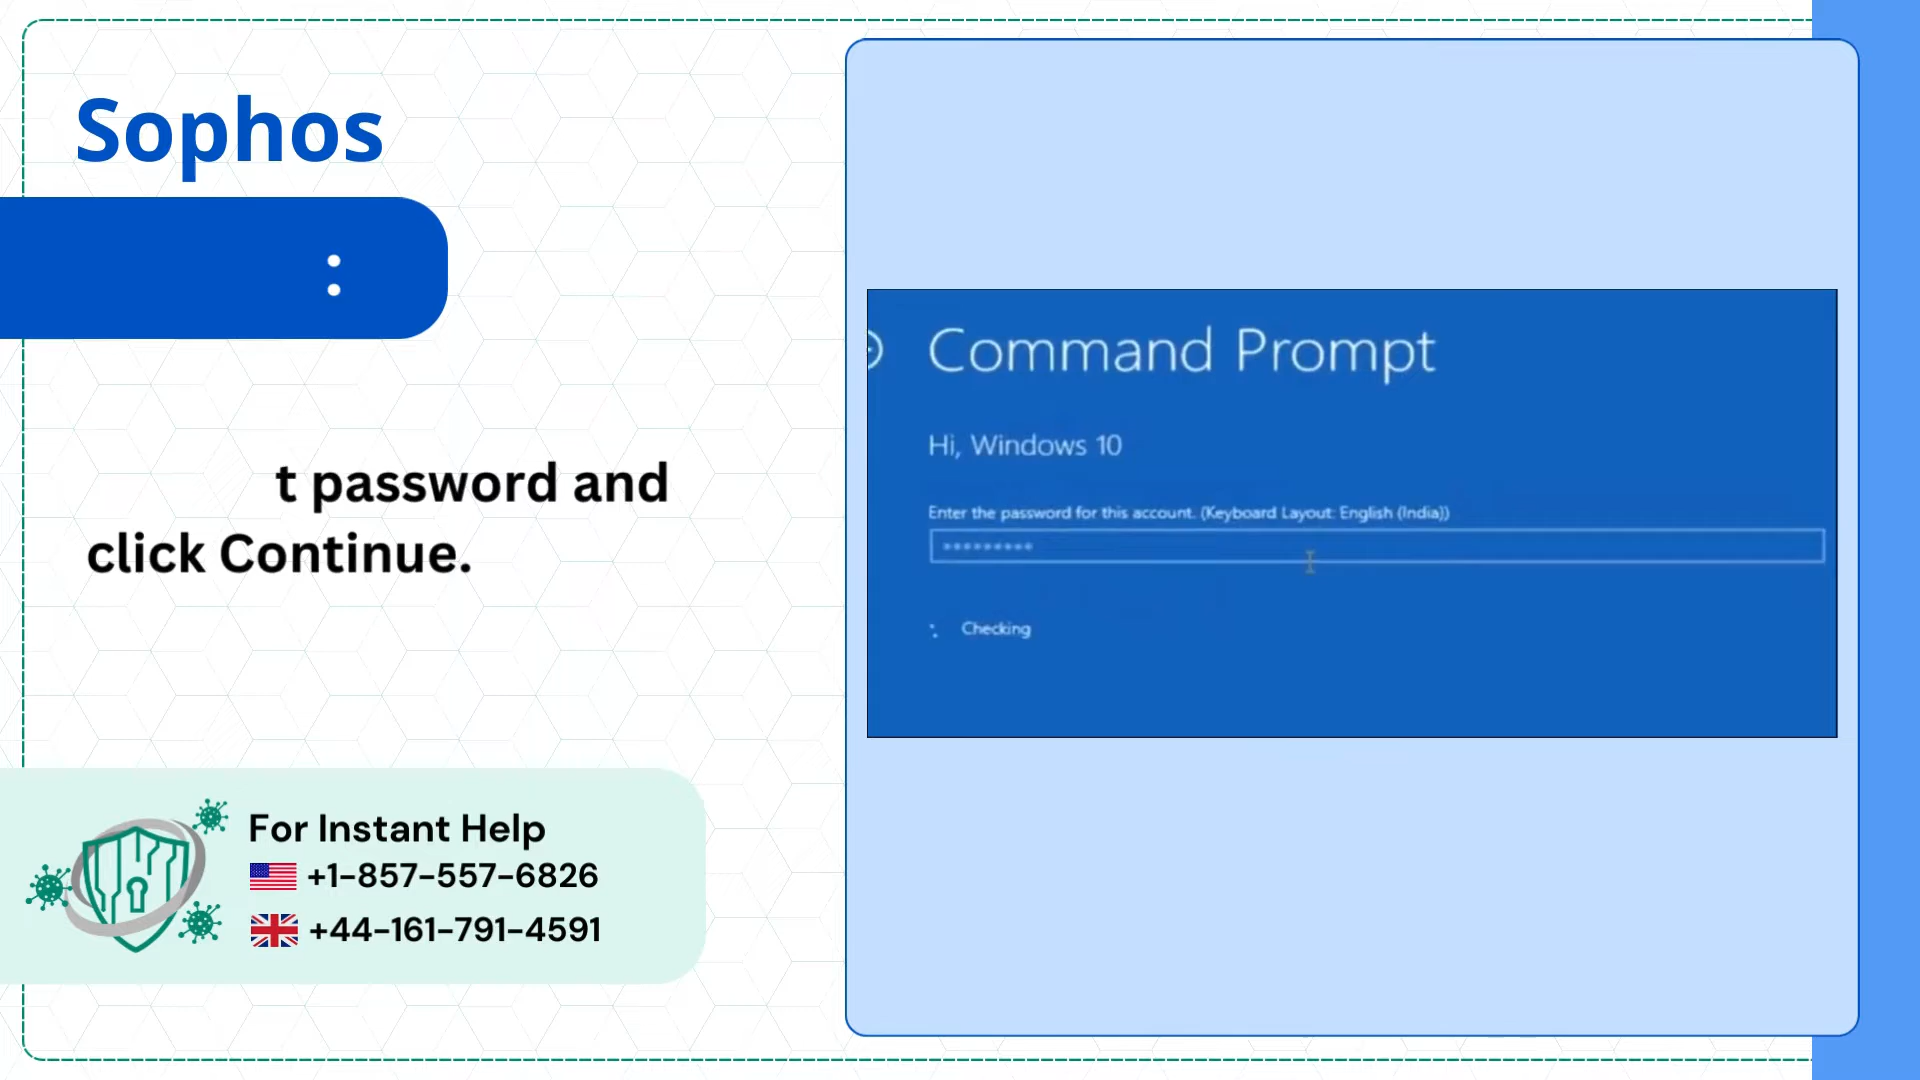 Sophos
:
t password and
click Continue.
For Instant Help
+1-857-557-6826
+44-161-791-4591
Command Prompt
Hi, Windows 10
Enter the password for this account. (Keyboard Layout: English (India))
Checking